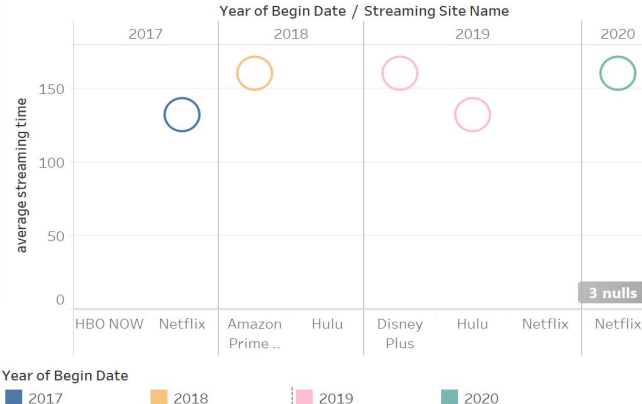 Year of Begin Date / Streaming Site Name
2017 2018 2019 2020
150
100
50
0
average streaming time
3 nulls
HBO NOW Netflix Amazon Prime .. Hulu Disney Plus Hulu Netflix Netflix
Year of Begin Date
2017 2018 2019 2020